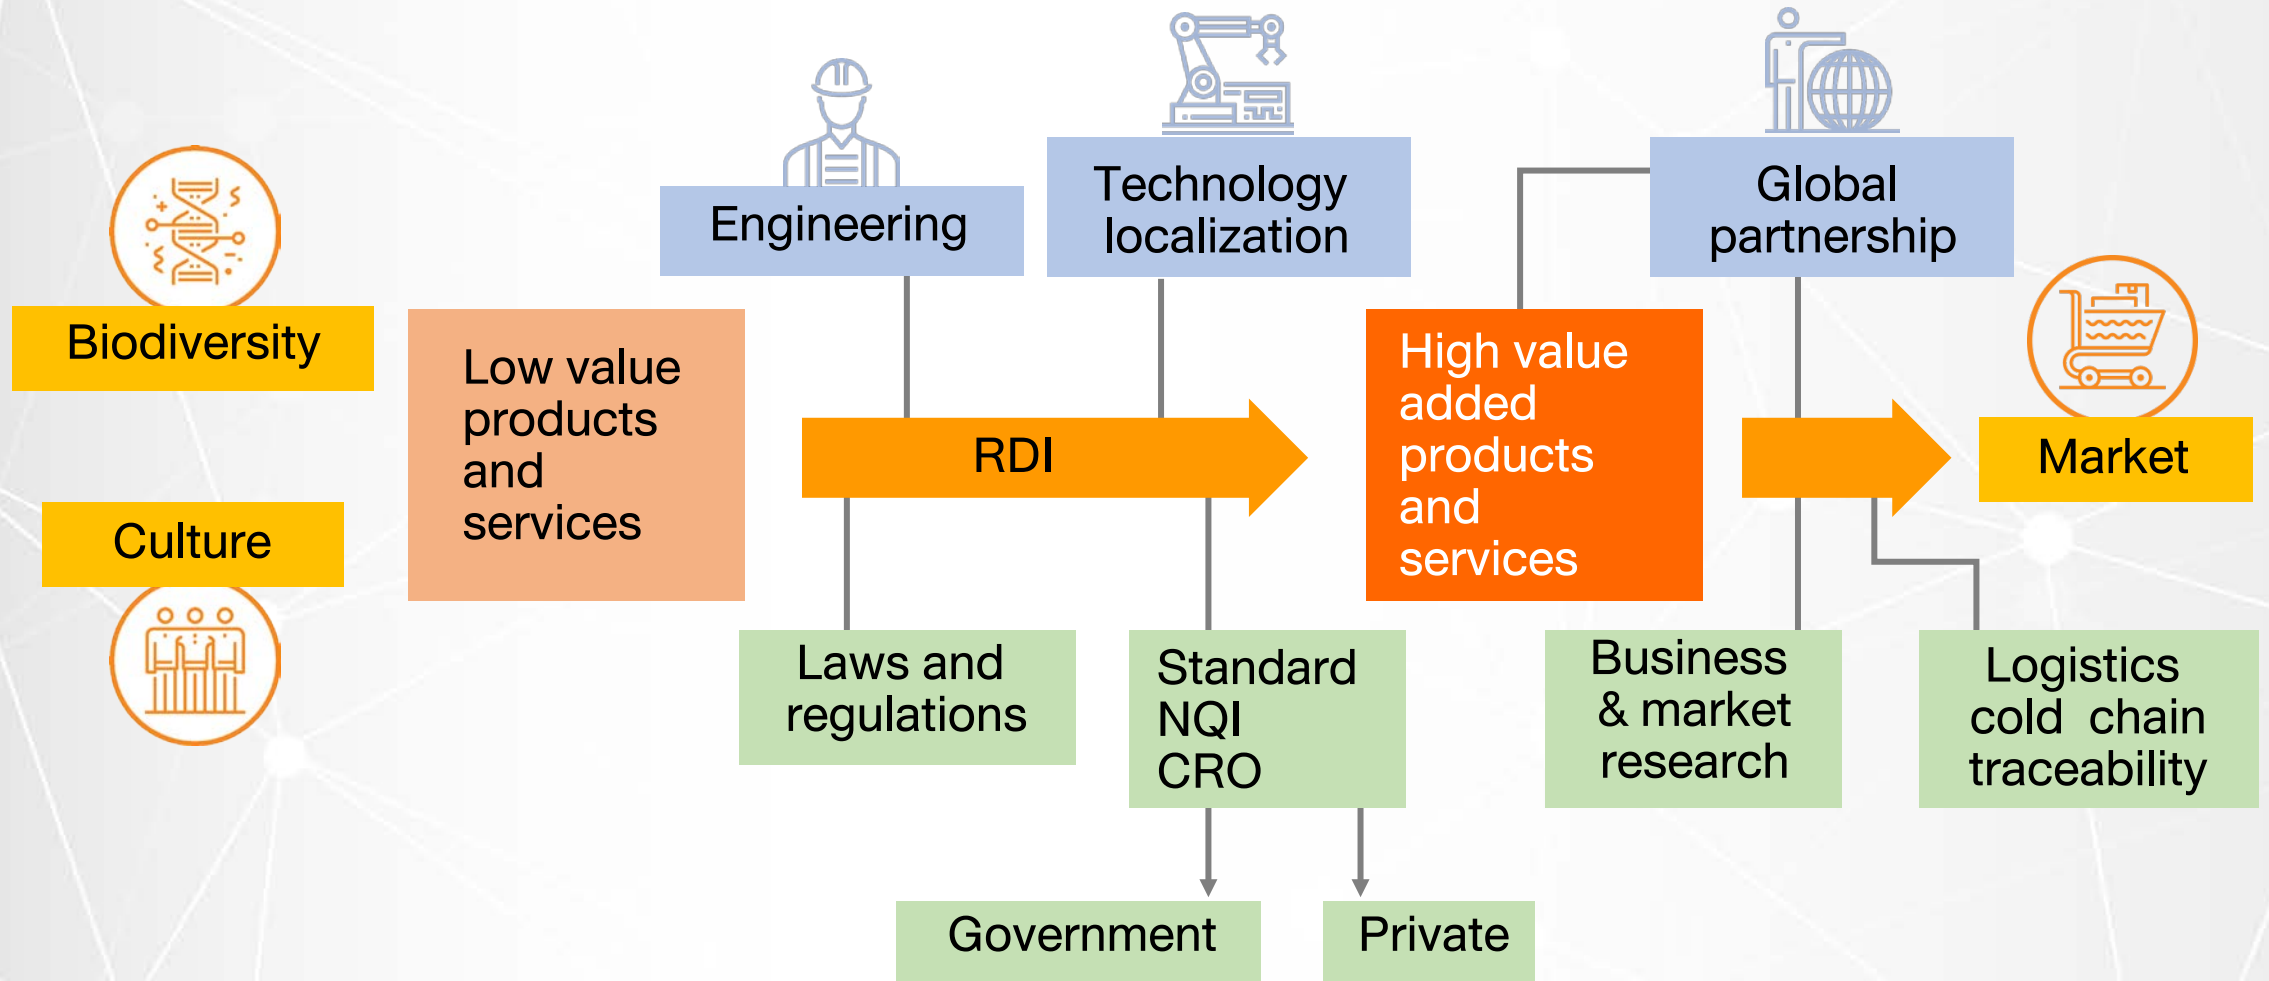 Biodiversity
Culture
Low value
products
and
services
Engineering
Technology
localization
RDI
Laws and
regulations
Standard
NQI
CRO
Government
Private
High value
added
products
and
services
Global
partnership
Market
Business
& market
research
Logistics
cold chain
traceability